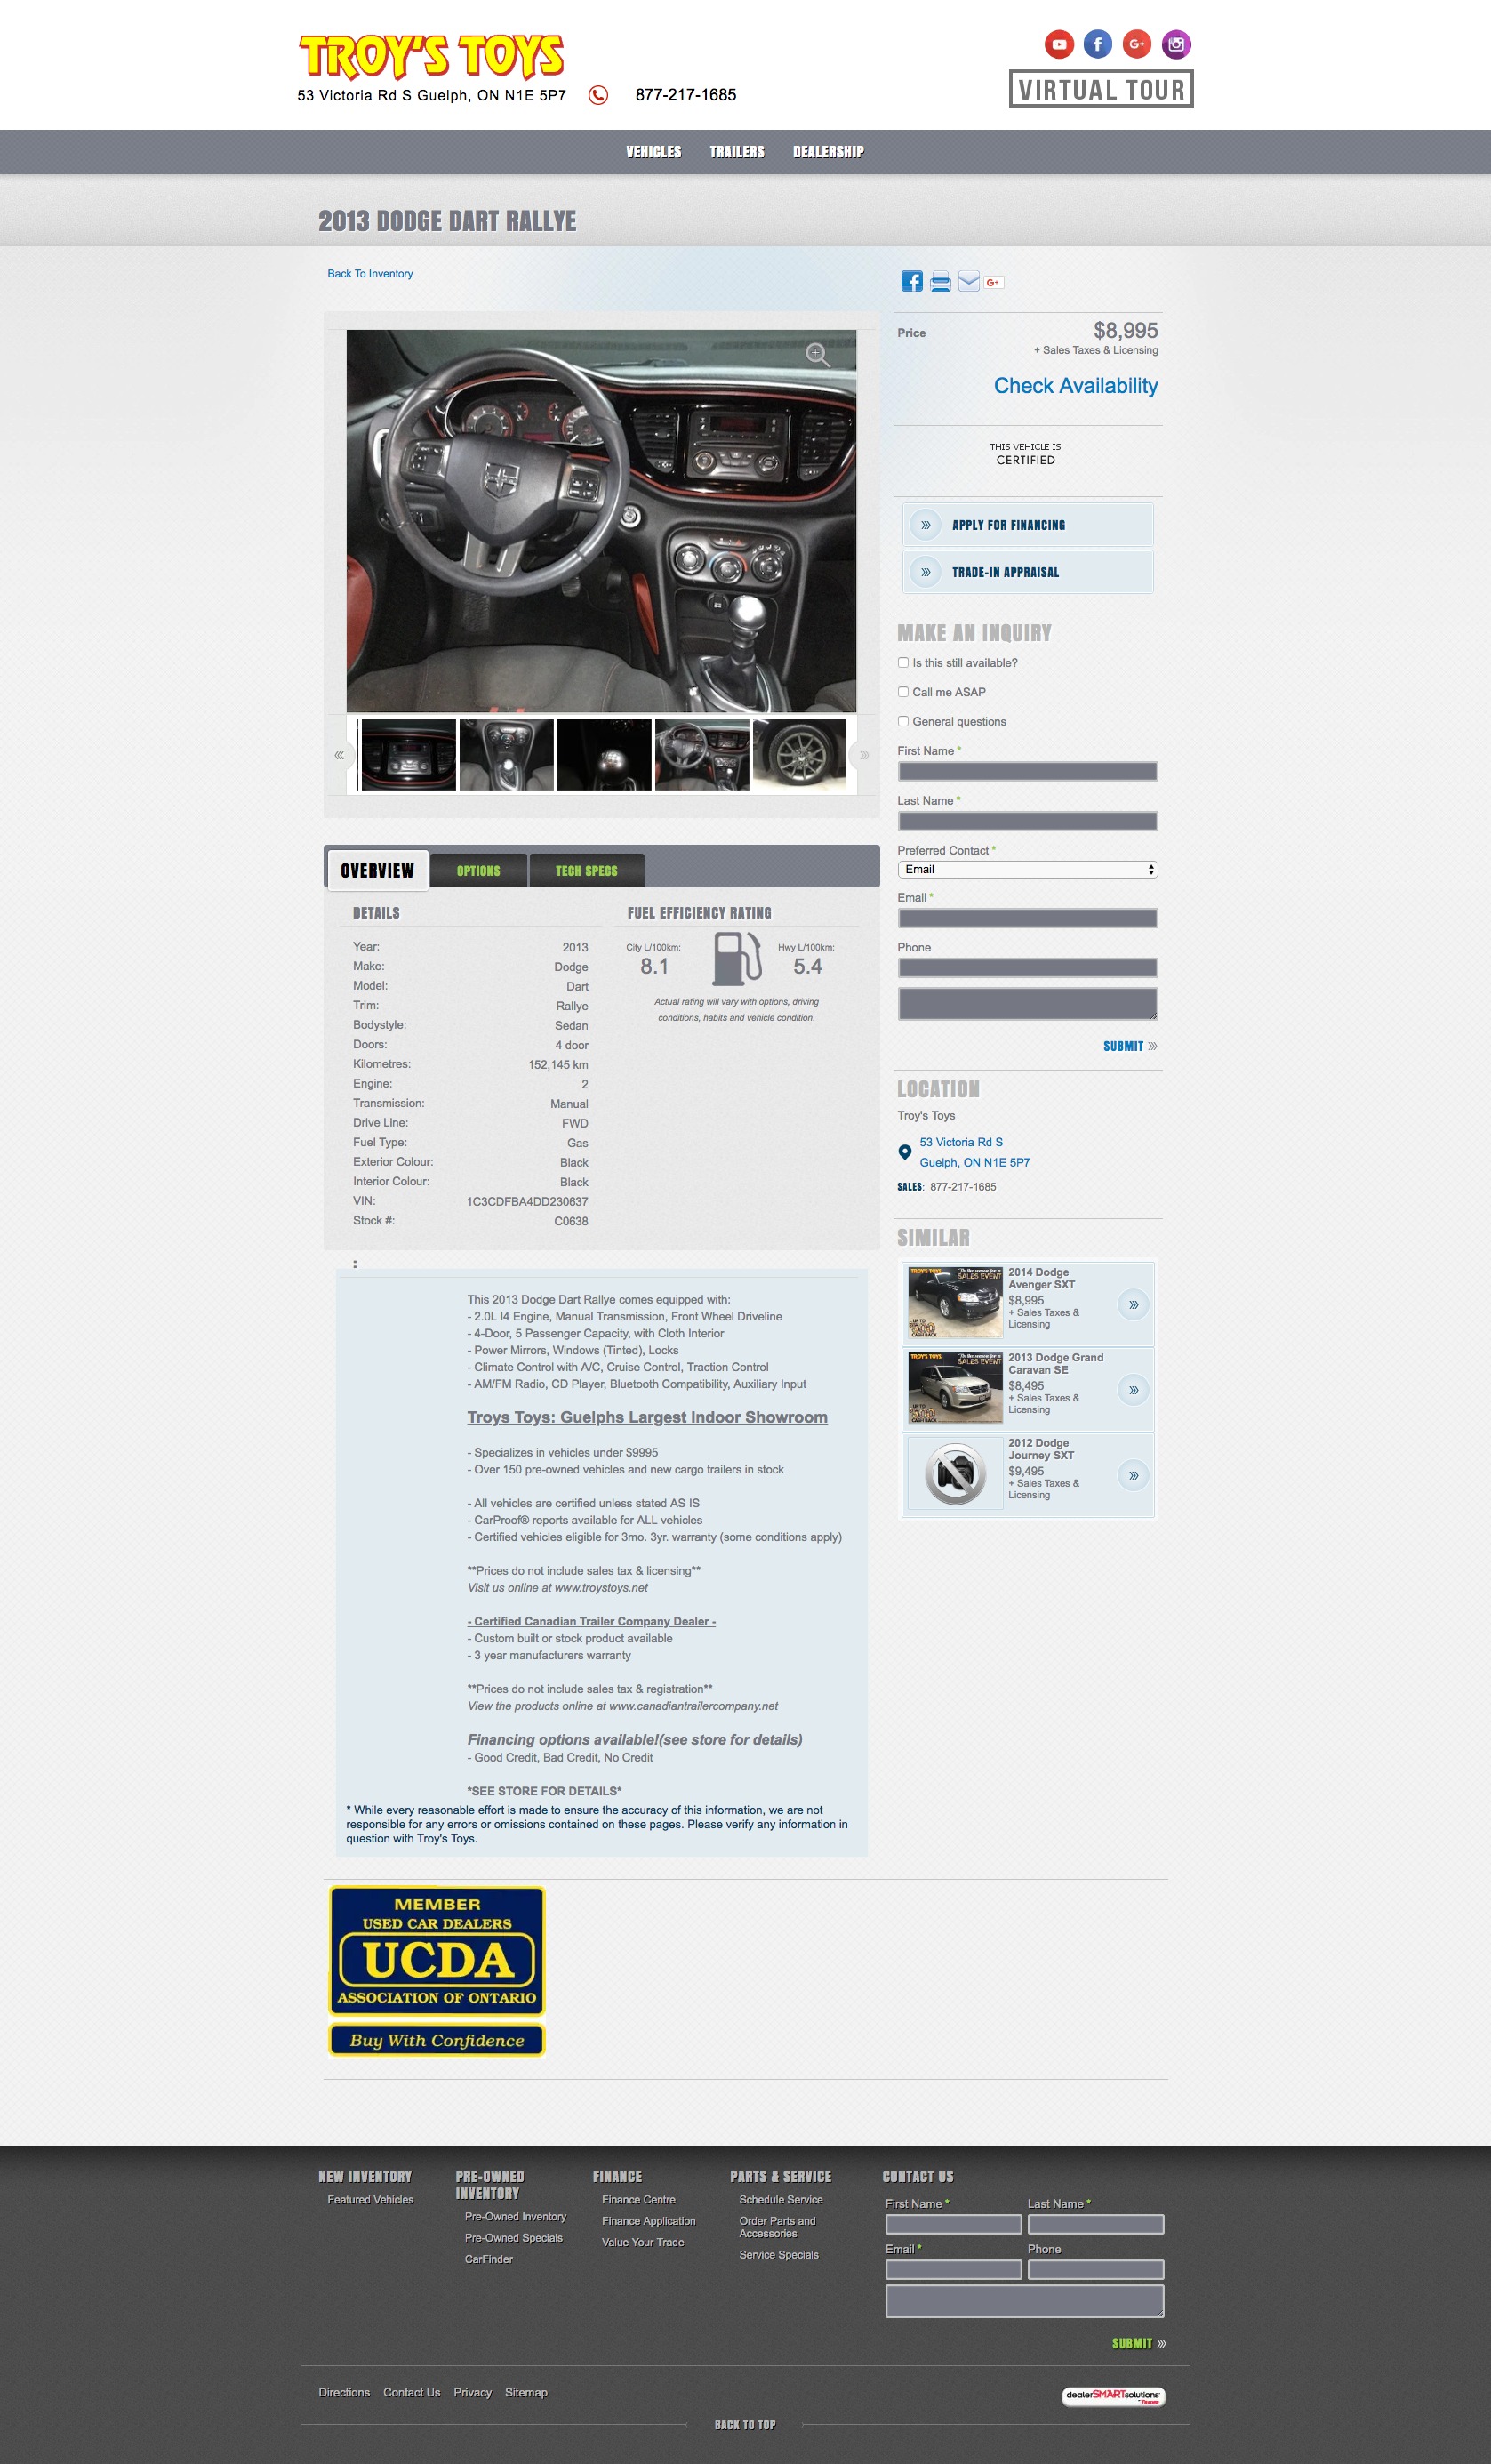 TROY'S TOYS
53 Victoria Rd S Guelph, ON N1E 5P7
877-217-1685
VIRTUAL TOUR
VEHICLES TRAILERS DEALERSHIP
2013 DODGE DART RALLYE
Back To Inventory
OVERVIEW
OPTIONS
TECH SPECS
DETAILS
Year: 2013
Make: Dodge
Model: Dart
Trim: Rallye
Bodystyle: Sedan
Doors: 4 door
Kilometres: 152,145 km
Engine: 2
Transmission: Manual
Drive Line: FWD
Fuel Type: Gas
Exterior Colour: Black
Interior Colour: Black
VIN: 1C3CDFBA4DD230637
Stock #: C0638
FUEL EFFICIENCY RATING
City L/100km: Hwy L/100km:
8.1 5.4
Actual rating will vary with options, driving
conditions, habits and vehicle condition.
:
This 2013 Dodge Dart Rallye comes equipped with:
- 2.0L I4 Engine, Manual Transmission, Front Wheel Driveline
- 4-Door, 5 Passenger Capacity, with Cloth Interior
- Power Mirrors, Windows (Tinted), Locks
- Climate Control with A/C, Cruise Control, Traction Control
- AM/FM Radio, CD Player, Bluetooth Compatibility, Auxiliary Input
Troys Toys: Guelphs Largest Indoor Showroom
- Specializes in vehicles under $9995
- Over 150 pre-owned vehicles and new cargo trailers in stock
- All vehicles are certified unless stated AS IS
- CarProof® reports available for ALL vehicles
- Certified vehicles eligible for 3mo. 3yr. warranty (some conditions apply)
**Prices do not include sales tax & licensing**
Visit us online at www.troystoys.net
- Certified Canadian Trailer Company Dealer -
- Custom built or stock product available
- 3 year manufacturers warranty
**Prices do not include sales tax & registration**
View the products online at www.canadiantrailercompany.net
Financing options available!(see store for details)
- Good Credit, Bad Credit, No Credit
*SEE STORE FOR DETAILS*
* While every reasonable effort is made to ensure the accuracy of this information, we are not
responsible for any errors or omissions contained on these pages. Please verify any information in
question with Troy's Toys.
Price $8,995
+ Sales Taxes & Licensing
Check Availability
THIS VEHICLE IS
CERTIFIED
APPLY FOR FINANCING
TRADE-IN APPRAISAL
MAKE AN INQUIRY
Is this still available?
Call me ASAP
General questions
First Name *
Last Name *
Preferred Contact *
Email
Email *
Phone
SUBMIT
LOCATION
Troy's Toys
53 Victoria Rd S
Guelph, ON N1E 5P7
SALES: 877-217-1685
SIMILAR
TROY'S TOYS
SALES EVENT
2014 Dodge
Avenger SXT
$8,995
+ Sales Taxes &
Licensing
TROY'S TOYS
SALES EVENT
2013 Dodge Grand
Caravan SE
$8,495
+ Sales Taxes &
Licensing
2012 Dodge
Journey SXT
$9,495
+ Sales Taxes &
Licensing
MEMBER
USED CAR DEALERS
UCDA
ASSOCIATION OF ONTARIO
Buy With Confidence
NEW INVENTORY
Featured Vehicles
PRE-OWNED
INVENTORY
Pre-Owned Inventory
Pre-Owned Specials
CarFinder
FINANCE
Finance Centre
Finance Application
Value Your Trade
PARTS & SERVICE
Schedule Service
Order Parts and
Accessories
Service Specials
CONTACT US
First Name * Last Name *
Email * Phone
SUBMIT
Directions Contact Us Privacy Sitemap
dealerSMARTsolutions
BACK TO TOP